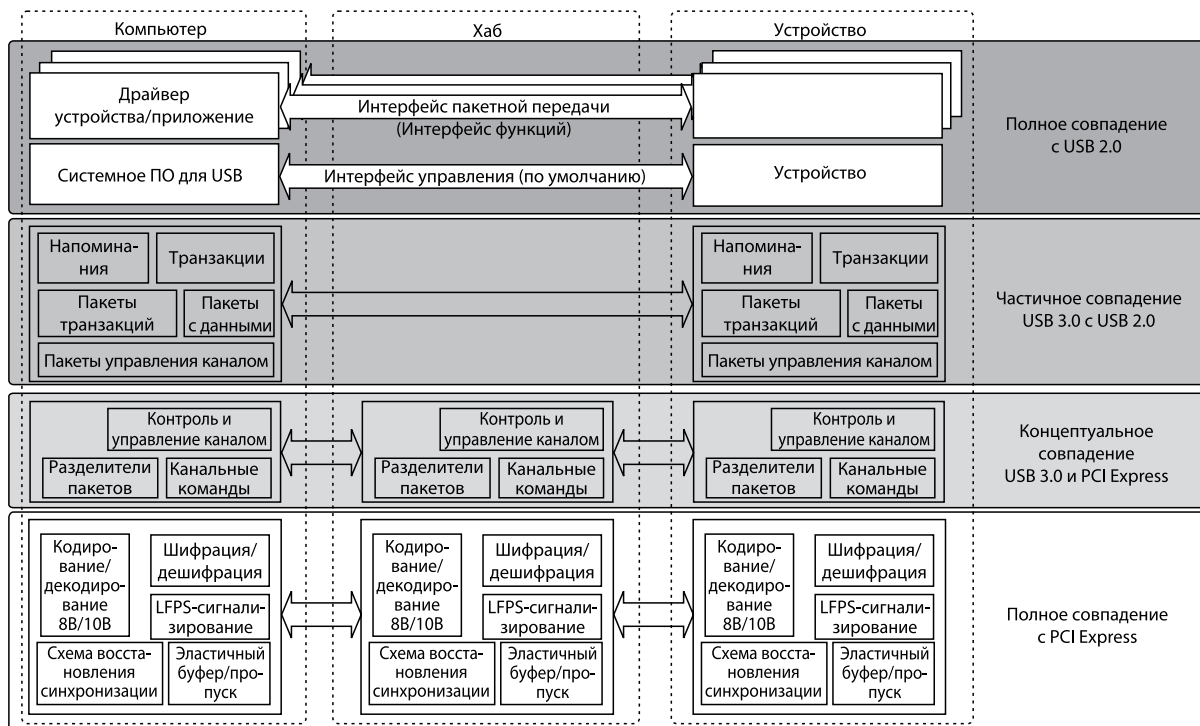 Компьютер
Хаб
Устройство
Драйвер
устройства/приложение
Интерфейс пакетной передачи
(Интерфейс функций)
Полное совпадение
с USB 2.0
Системное ПО для USB
Интерфейс управления (по умолчанию)
Устройство
Напомина-
ния
Транзакции
Пакеты
транзакций
Пакеты
с данными
Пакеты управления каналом
Напомина-
ния
Транзакции
Пакеты
транзакций
Пакеты
с данными
Пакеты управления каналом
Частичное совпадение
USB 3.0 с USB 2.0
Контроль и
управление каналом
Разделители
пакетов
Канальные
команды
Контроль и
управление каналом
Разделители
пакетов
Канальные
команды
Контроль и
управление каналом
Разделители
пакетов
Канальные
команды
Концептуальное
совпадение
USB 3.0 и PCI Express
Кодиро-
вание/
декодиро-
вание
8B/10B
Шифрация/
дешифрация
LFPS-сигнали-
зирование
Схема восста-
новления
синхронизации
Эластичный
буфер/про-
пуск
Кодиро-
вание/
декодиро-
вание
8B/10B
Шифрация/
дешифрация
LFPS-сигнали-
зирование
Схема восста-
новления
синхронизации
Эластичный
буфер/про-
пуск
Кодиро-
вание/
декодиро-
вание
8B/10B
Шифрация/
дешифрация
LFPS-сигнали-
зирование
Схема восста-
новления
синхронизации
Эластичный
буфер/про-
пуск
Полное совпадение
с PCI Express